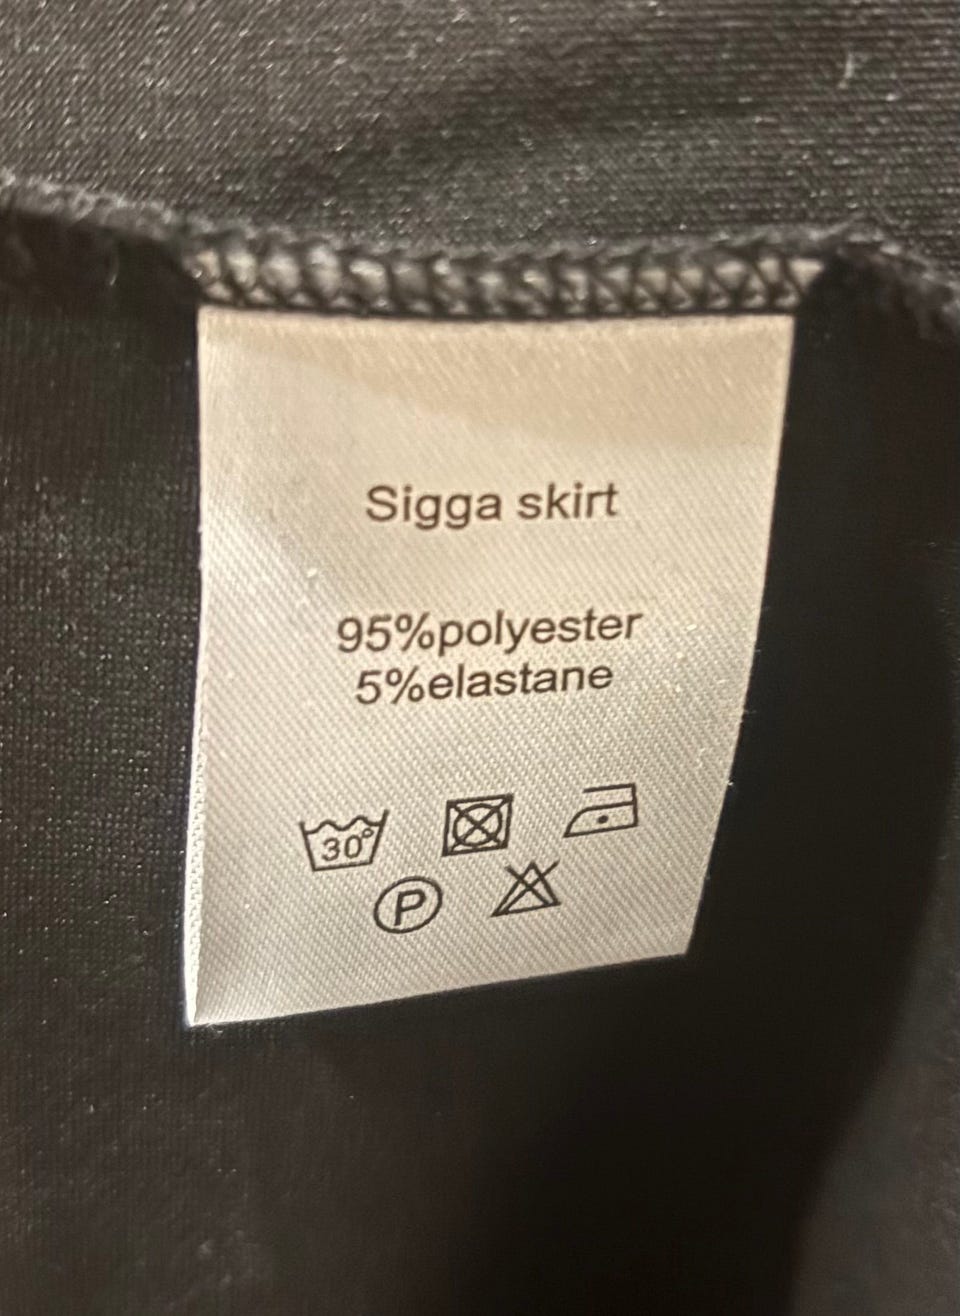 Sigga skirt
95%polyester
5%elastane
30°
P